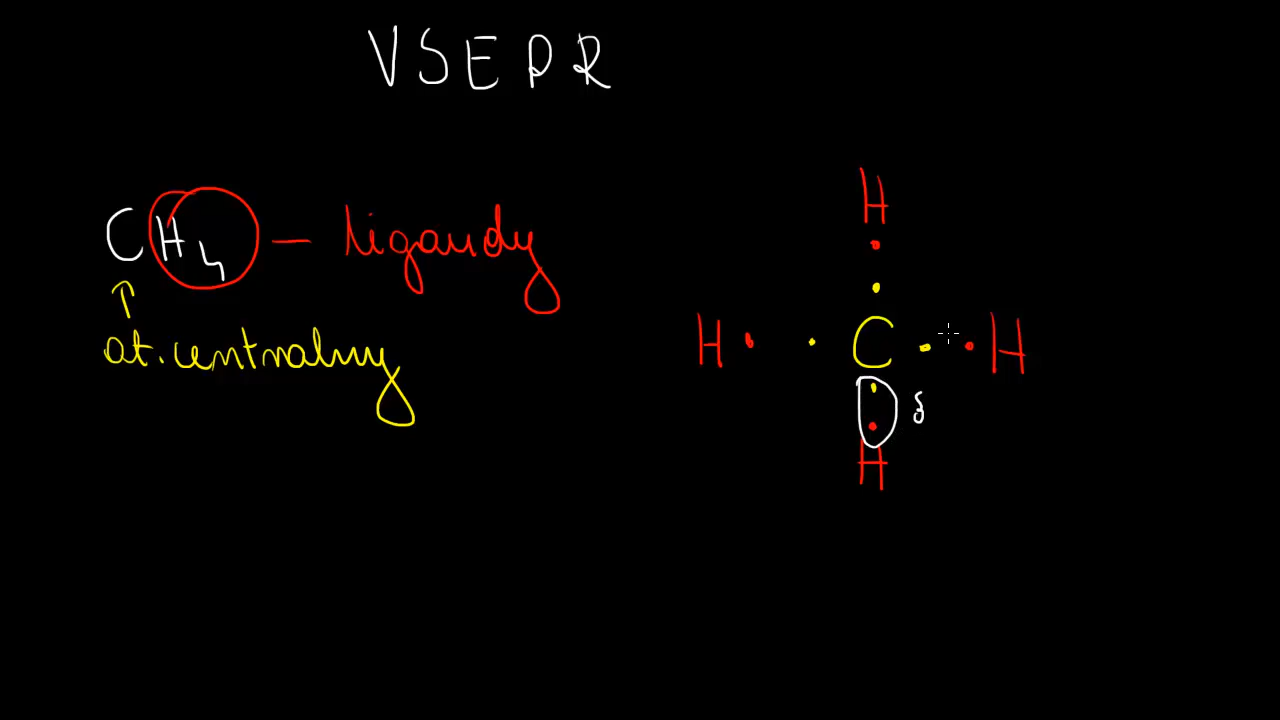 VSEPR
CH4 — ligandy
↑
at. centralny
H
H · · C · · H
H